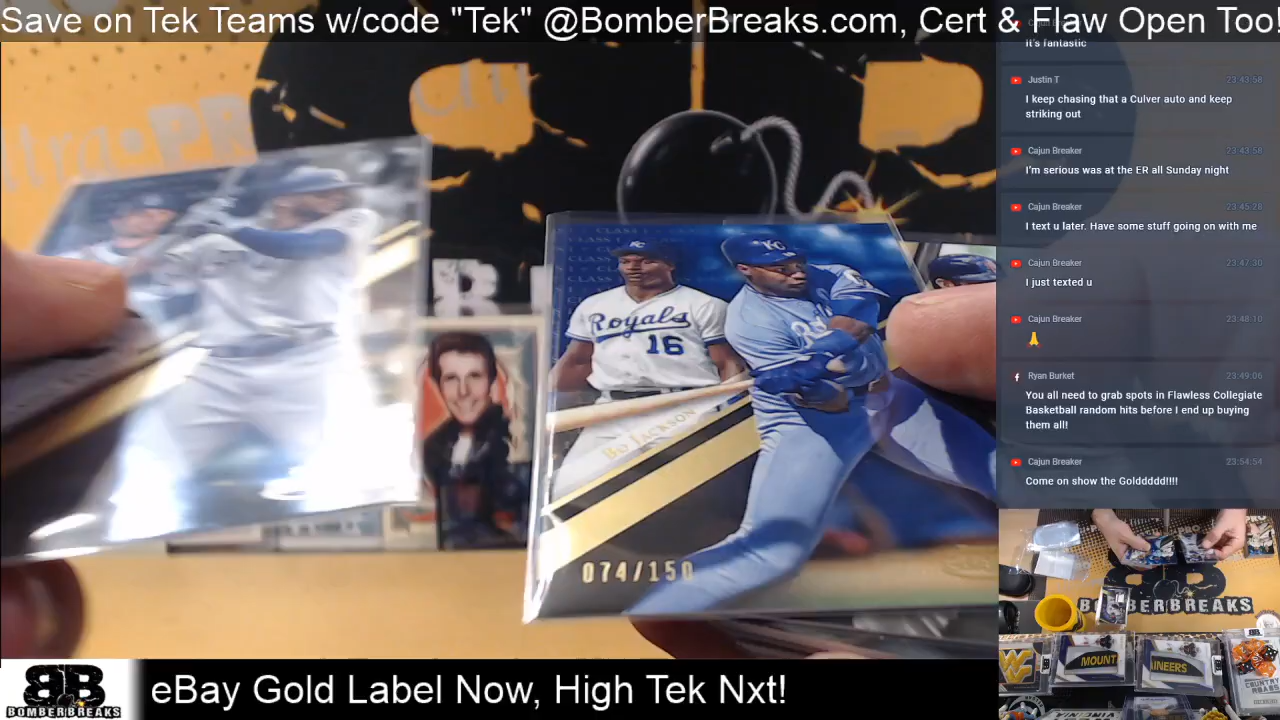 Save on Tek Teams w/code "Tek" @BomberBreaks.com, Cert & Flaw Open Too!
it's fantastic
Justin T 23:43:58
I keep chasing that a Culver auto and keep
striking out
Cajun Breaker 23:43:58
I'm serious was at the ER all Sunday night
Cajun Breaker 23:45:28
I text u later. Have some stuff going on with me
Cajun Breaker 23:47:30
I just texted u
Cajun Breaker 23:48:10
🙏
Ryan Burket 23:49:06
You all need to grab spots in Flawless Collegiate
Basketball random hits before I end up buying
them all!
Cajun Breaker 23:54:54
Come on show the Golddddd!!!!
KC
KC
Royals
16
Bo Jackson
074/150
BOMBERBREAKS
MOUNT
AINEERS
COUNTRY
ROADS
BB
BOMBERBREAKS
eBay Gold Label Now, High Tek Nxt!